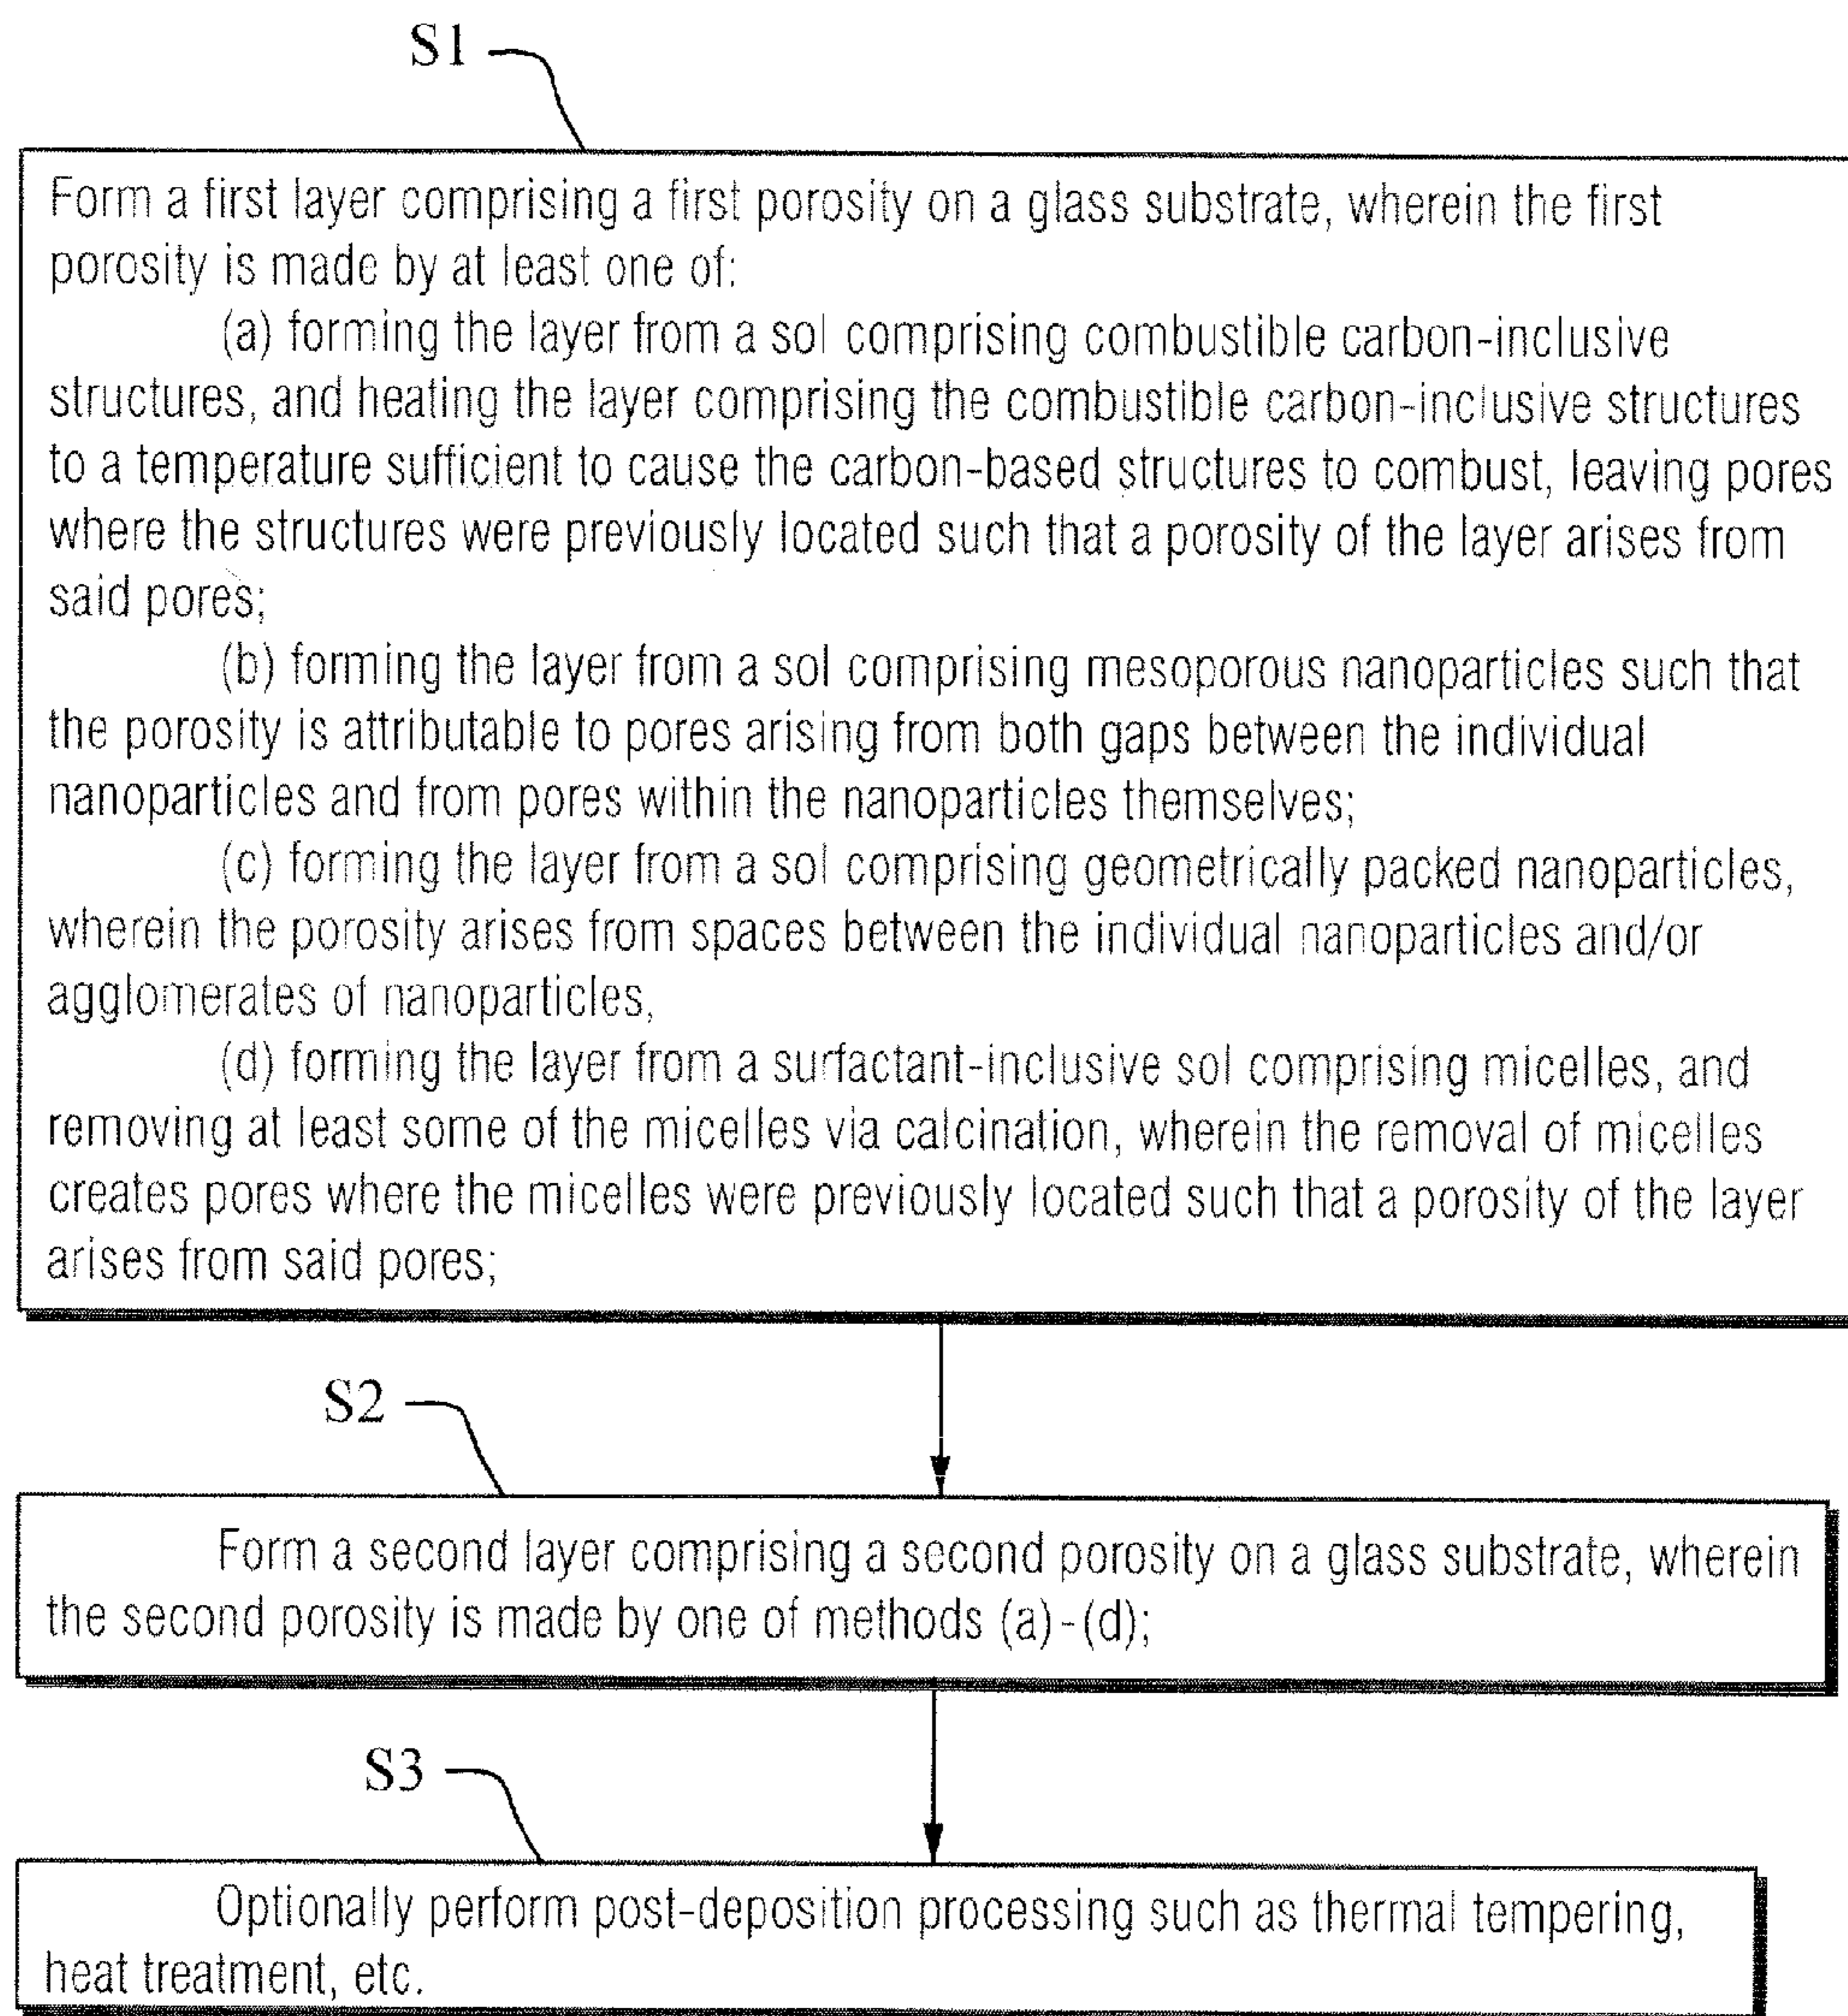 S1
Form a first layer comprising a first porosity on a glass substrate, wherein the first
porosity is made by at least one of:
(a) forming the layer from a sol comprising combustible carbon-inclusive
structures, and heating the layer comprising the combustible carbon-inclusive structures
to a temperature sufficient to cause the carbon-based structures to combust, leaving pores
where the structures were previously located such that a porosity of the layer arises from
said pores;
(b) forming the layer from a sol comprising mesoporous nanoparticles such that
the porosity is attributable to pores arising from both gaps between the individual
nanoparticles and from pores within the nanoparticles themselves;
(c) forming the layer from a sol comprising geometrically packed nanoparticles,
wherein the porosity arises from spaces between the individual nanoparticles and/or
agglomerates of nanoparticles,
(d) forming the layer from a surfactant-inclusive sol comprising micelles, and
removing at least some of the micelles via calcination, wherein the removal of micelles
creates pores where the micelles were previously located such that a porosity of the layer
arises from said pores;
S2
Form a second layer comprising a second porosity on a glass substrate, wherein
the second porosity is made by one of methods (a)-(d);
S3
Optionally perform post-deposition processing such as thermal tempering,
heat treatment, etc.